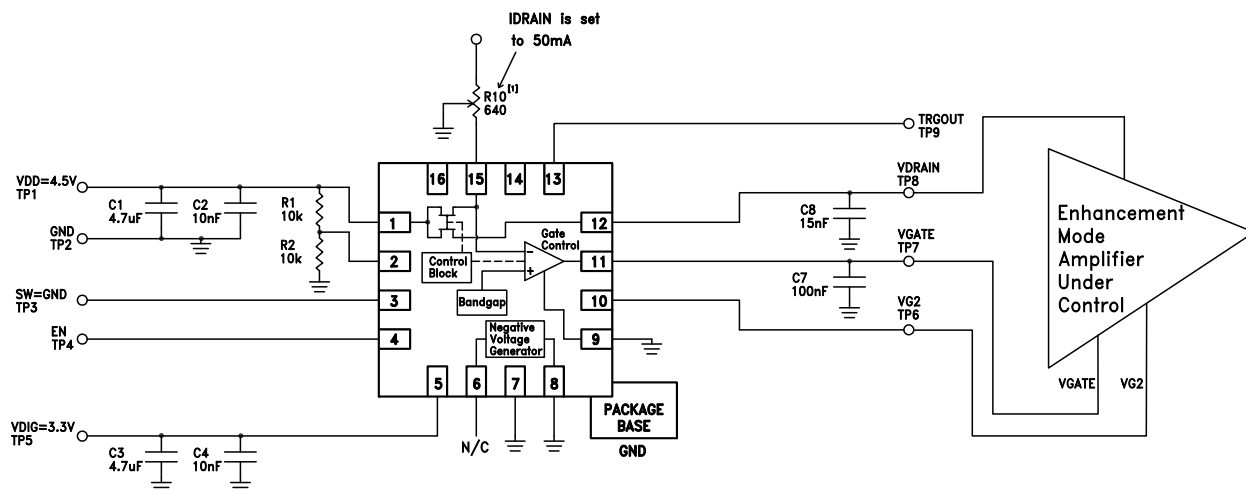 IDRAIN is set
to 50mA
R10[1]
640
TRGOUT
TP9
VDD=4.5V
TP1
C1
4.7uF
C2
10nF
R1
10k
GND
TP2
R2
10k
SW=GND
TP3
EN
TP4
VDIG=3.3V
TP5
C3
4.7uF
C4
10nF
16
15
14
13
1
2
3
4
5
6
7
8
9
10
11
12
Gate
Control
Control
Block
Bandgap
Negative
Voltage
Generator
-
+
N/C
PACKAGE
BASE
GND
VDRAIN
TP8
C8
15nF
VGATE
TP7
C7
100nF
VG2
TP6
Enhancement
Mode
Amplifier
Under
Control
VGATE
VG2